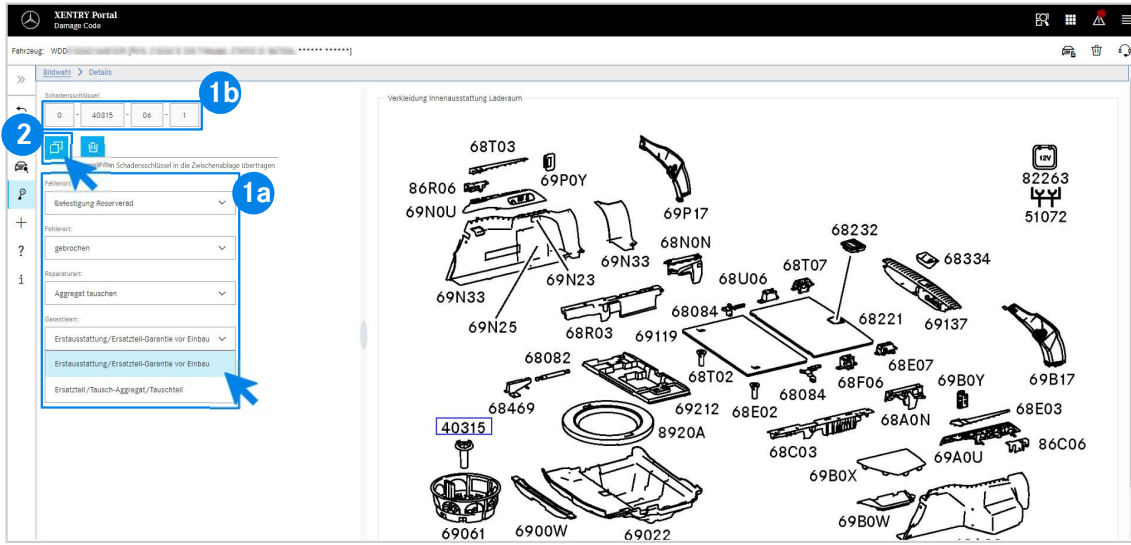 XENTRY Portal
Damage Code
Fahrzeug: WDD ****** ******]
Bildwahl > Details
Schadensschlüssel:
1b
0 - 40315 - 06 - 1
2
n Schadensschlüssel in die Zwischenablage übertragen
1a
Fehlerort:
Befestigung Reserverad
Fehlerart:
gebrochen
Reparaturart:
Aggregat tauschen
Garantieart:
Erstausstattung/Ersatzteil-Garantie vor Einbau
Erstausstattung/Ersatzteil-Garantie vor Einbau
Ersatzteil/Tausch-Aggregat/Tauschteil
Verkleidung Innenausstattung Laderaum
68T03
69P0Y
86R06
69N0U
69P17
12V
82263
51072
69N33
69N23
69N33
69N25
68N0N
68232
68334
68U06
68T07
68084
69119
68R03
68221
69137
68082
68T02
68E07
68F06
68084
68E02
69B0Y
69B17
68469
69212
68A0N
68E03
40315
8920A
68C03
69A0U
86C06
69B0X
69061
6900W
69022
69B0W